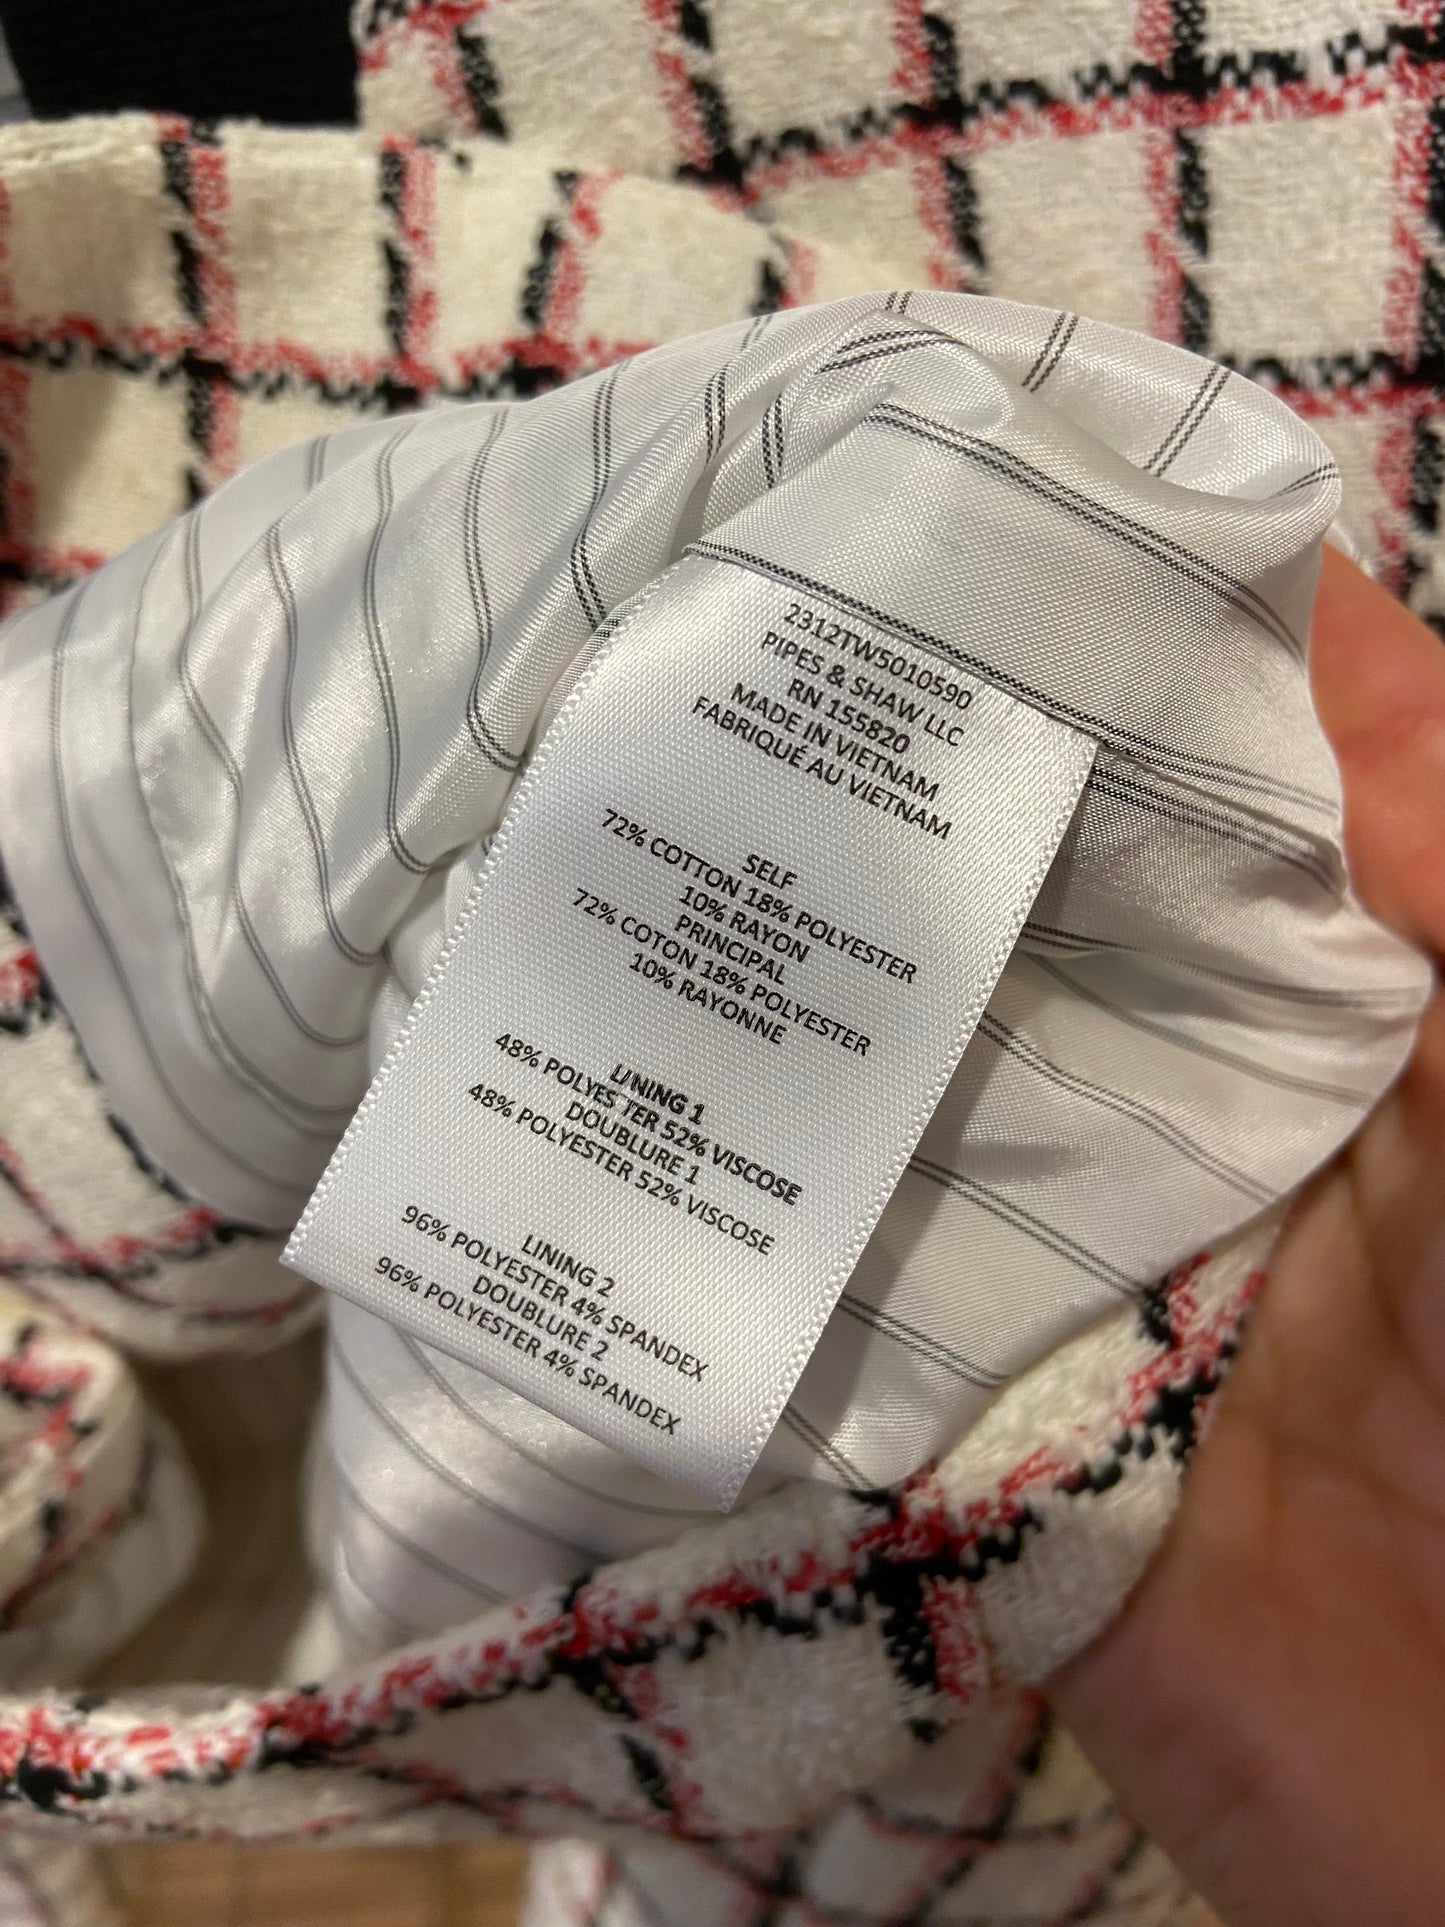 2312TW5010590
PIPES & SHAW LLC
RN 155820
MADE IN VIETNAM
FABRIQUÉ AU VIETNAM
SELF
72% COTTON 18% POLYESTER
10% RAYON
PRINCIPAL
72% COTON 18% POLYESTER
10% RAYONNE
LINING 1
48% POLYESTER 52% VISCOSE
DOUBLURE 1
48% POLYESTER 52% VISCOSE
LINING 2
96% POLYESTER 4% SPANDEX
DOUBLURE 2
96% POLYESTER 4% SPANDEX